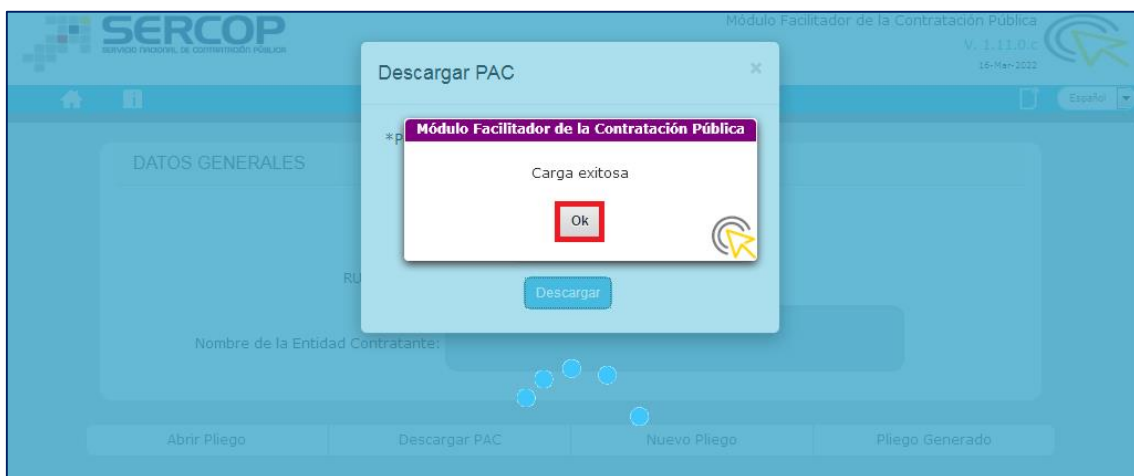 SERCOP
SERVICIO NACIONAL DE CONTRATACIÓN PÚBLICA
Módulo Facilitador de la Contratación Pública
V. 1.11.0 c
16-Mar-2022
Español
Descargar PAC
×
*P
Módulo Facilitador de la Contratación Pública
Carga exitosa
Ok
Descargar
DATOS GENERALES
RU
Nombre de la Entidad Contratante:
Abrir Pliego
Descargar PAC
Nuevo Pliego
Pliego Generado